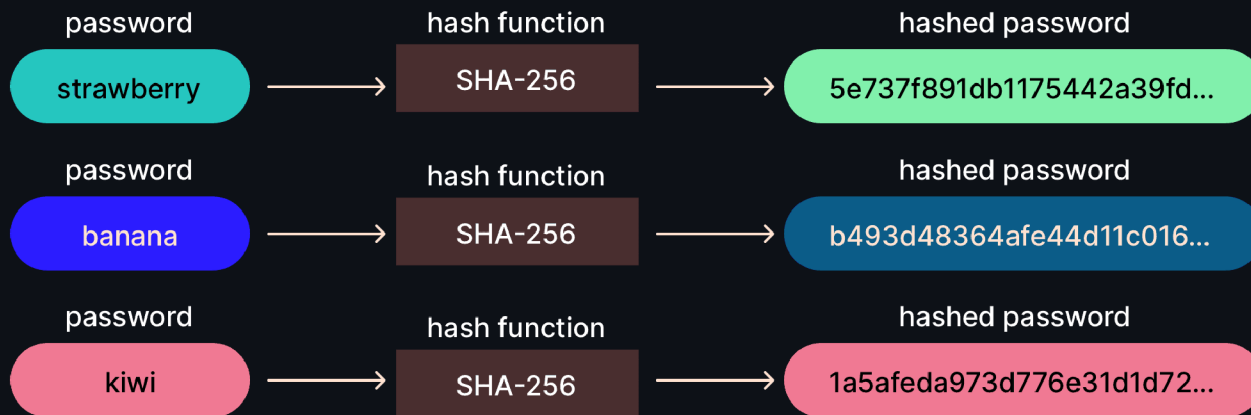 password
hash function
hashed password
strawberry
SHA-256
5e737f891db1175442a39fd...
password
hash function
hashed password
banana
SHA-256
b493d48364afe44d11c016...
password
hash function
hashed password
kiwi
SHA-256
1a5afeda973d776e31d1d72...